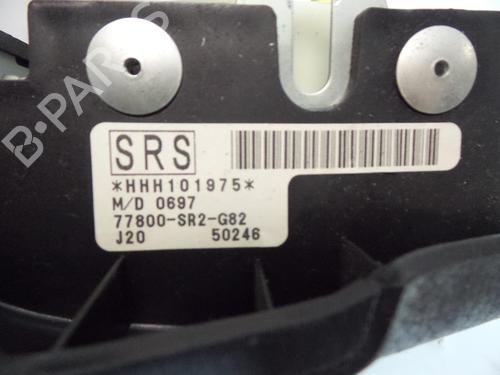 SRS
*HHH101975*
M/D 0697
77800-SR2-G82
J20 50246
B-PARTS